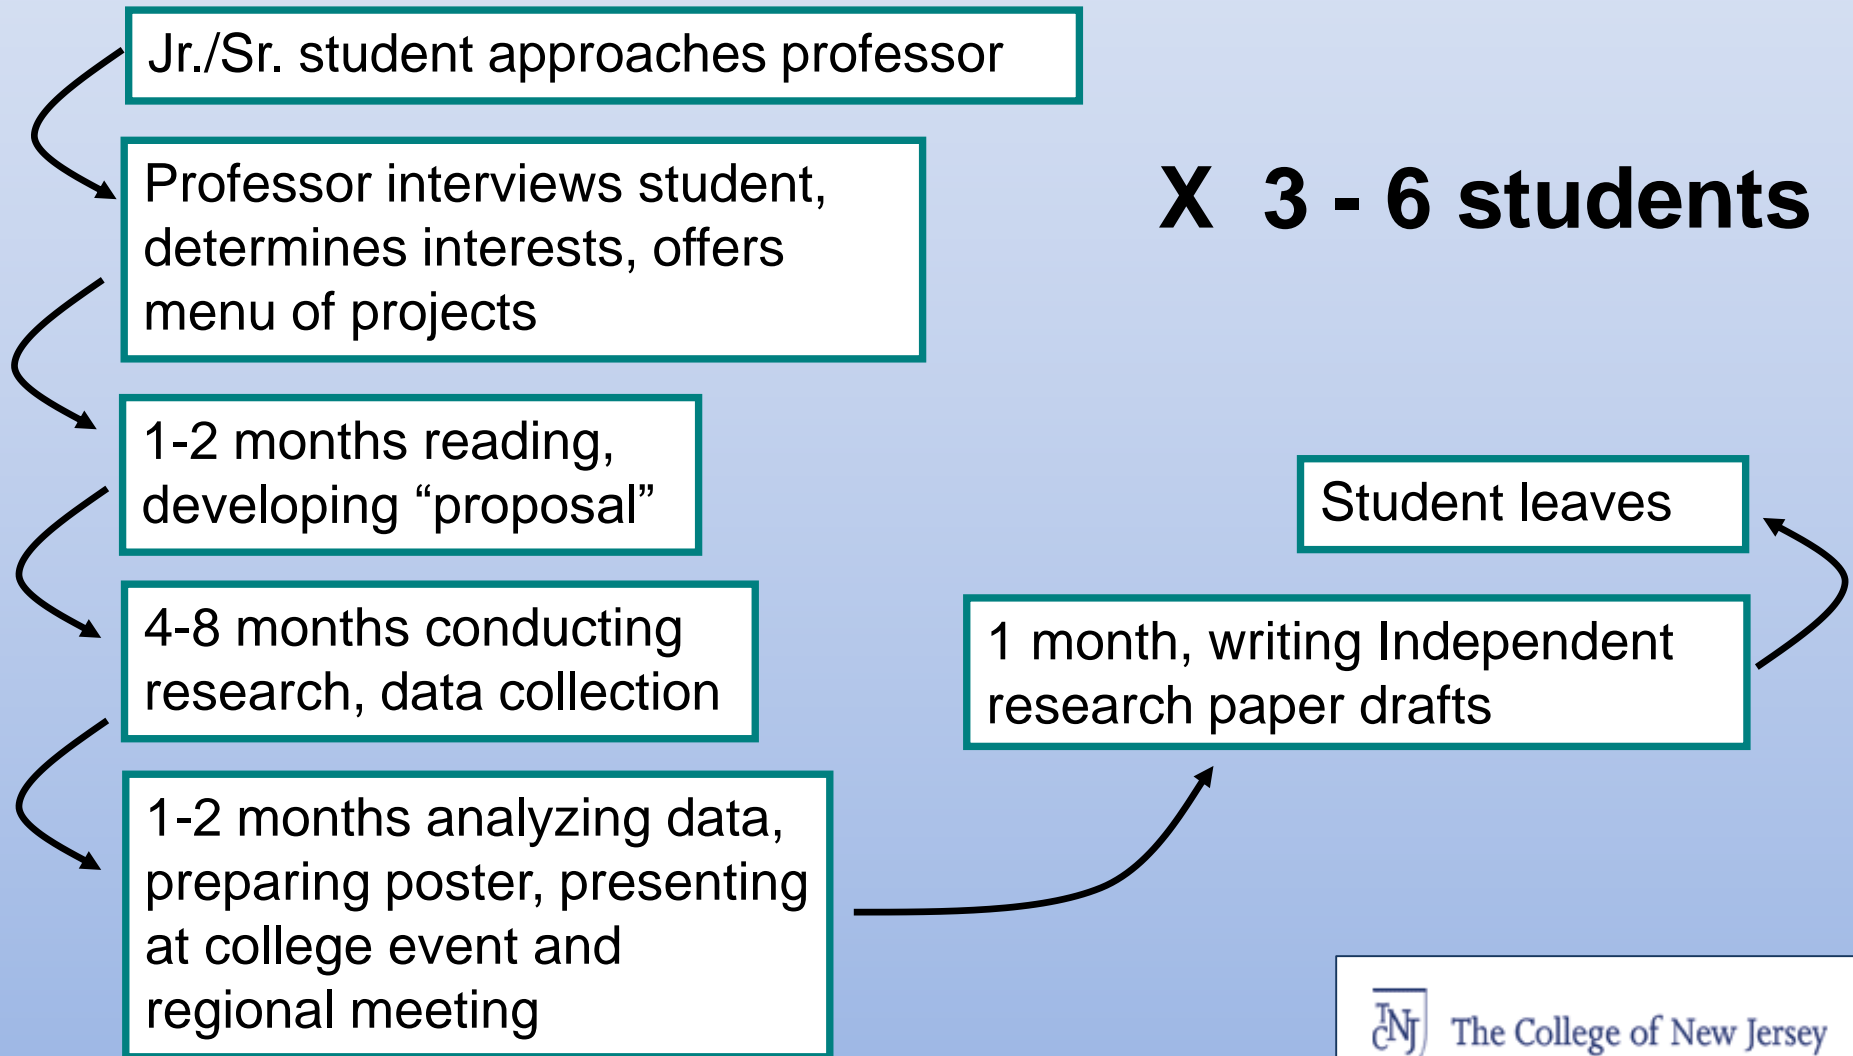 Jr./Sr. student approaches professor
Professor interviews student,
determines interests, offers
menu of projects
X 3 - 6 students
1-2 months reading,
developing “proposal”
4-8 months conducting
research, data collection
1-2 months analyzing data,
preparing poster, presenting
at college event and
regional meeting
1 month, writing Independent
research paper drafts
Student leaves
TCNJ The College of New Jersey